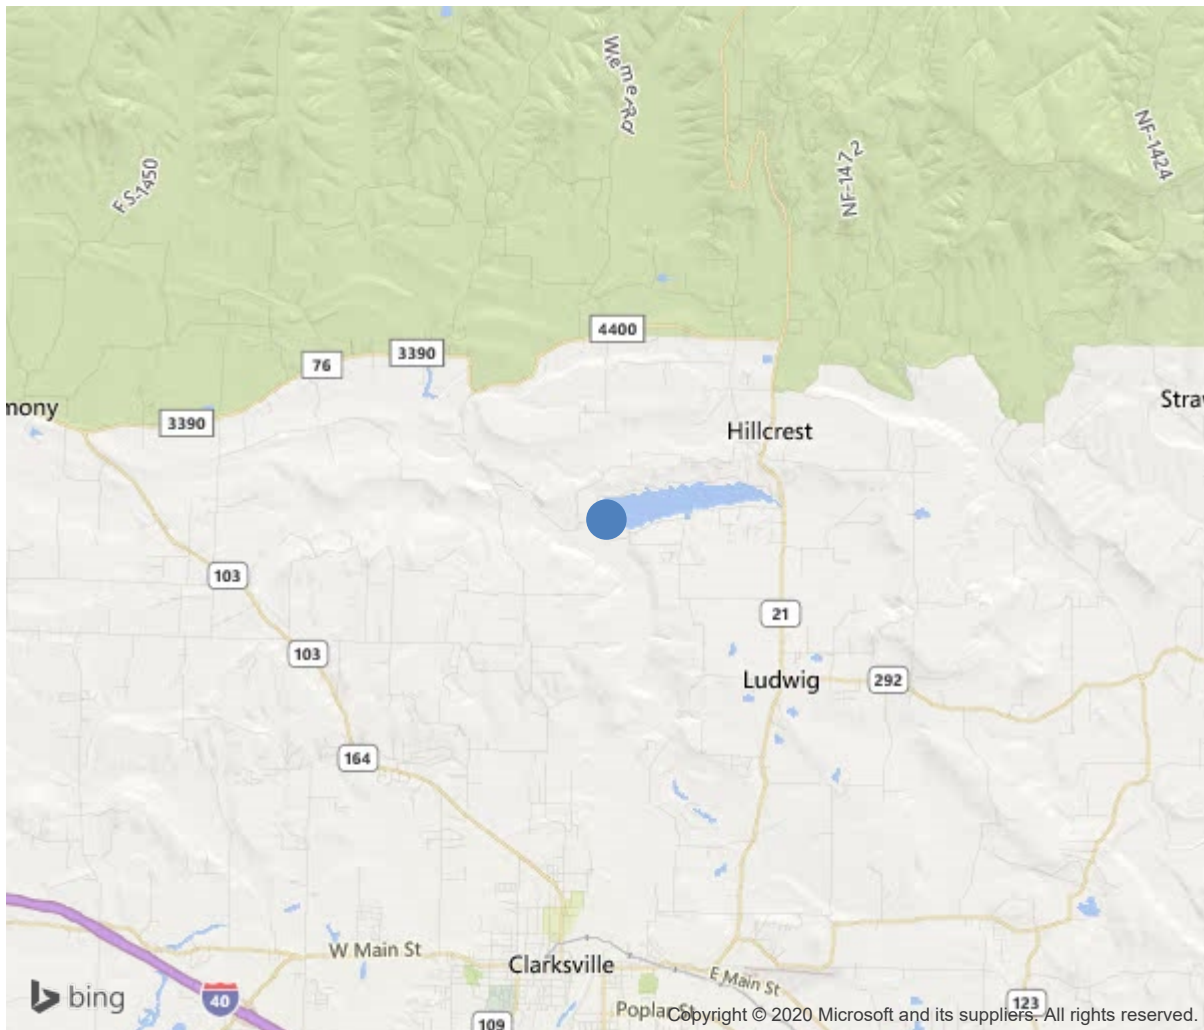 Weme Rd
FS-1450
NF-1472
NF-1424
4400
3390
76
mony
3390
Stra
Hillcrest
103
21
103
Ludwig
292
164
W Main St
Clarksville
E Main St
bing
40
Poplar St
123
109
Copyright © 2020 Microsoft and its suppliers. All rights reserved.